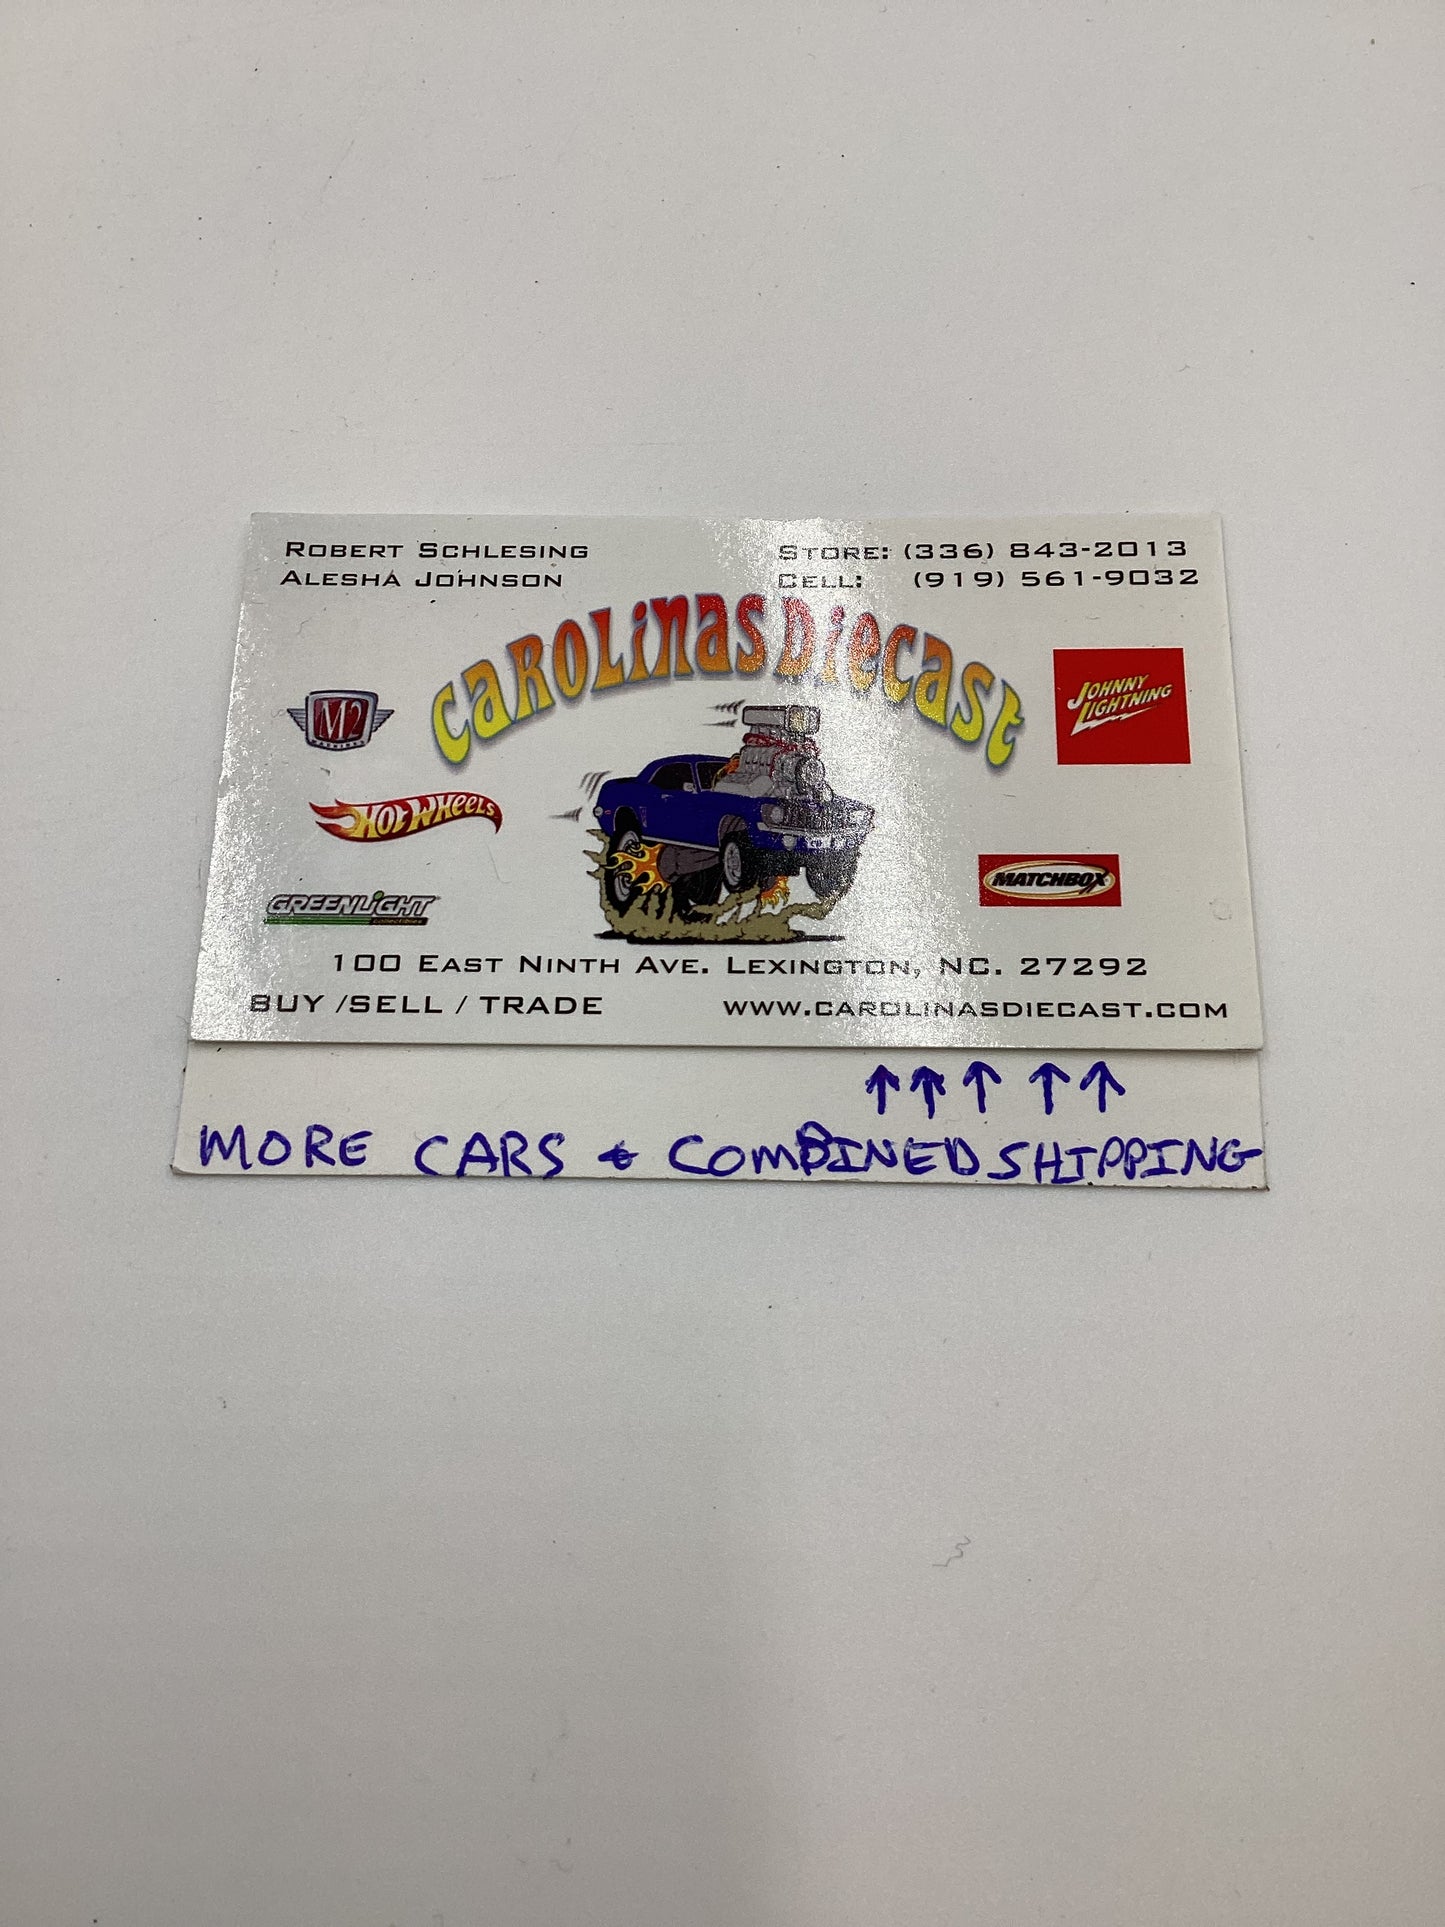 ROBERT SCHLESING
ALESHA JOHNSON
STORE: (336) 843-2013
CELL: (919) 561-9032
CAROLiNAS DiECAST
M2
MACHINES
JOHNNY
LIGHTNING
HOT WHEELS
MATCHBOX
GREENLiGHT
COLLECTIBLES
100 EAST NINTH AVE. LEXINGTON, NC. 27292
BUY /SELL / TRADE
WWW.CAROLINASDIECAST.COM
↑ ↑ ↑ ↑ ↑
MORE CARS & COMBINED SHIPPING